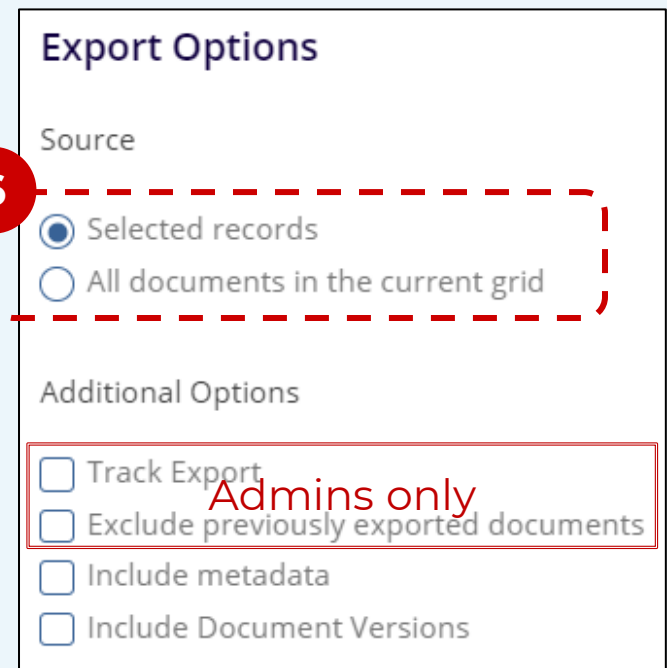 Export Options
Source
Selected records
All documents in the current grid
Additional Options
Track Export
Admins only
Exclude previously exported documents
Include metadata
Include Document Versions